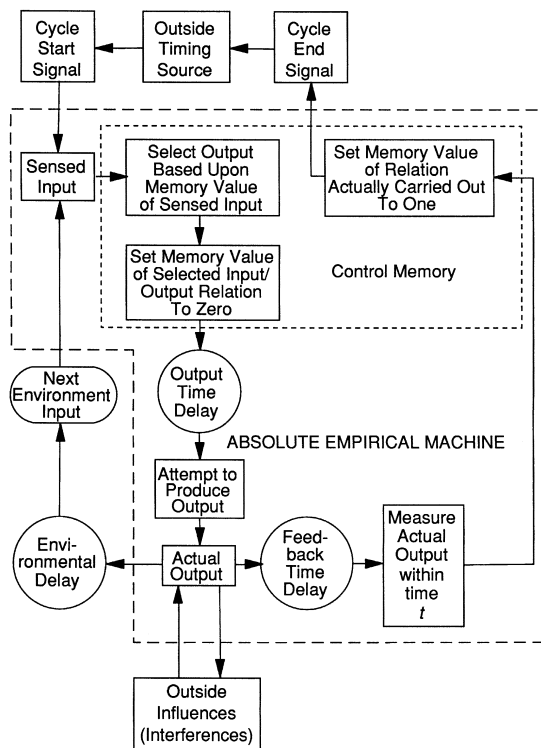 Cycle
Start
Signal
Outside
Timing
Source
Cycle
End
Signal
Sensed
Input
Select Output
Based Upon
Memory Value
of Sensed Input
Set Memory Value
of Relation
Actually Carried Out
To One
Set Memory Value
of Selected Input/
Output Relation
To Zero
Control Memory
Output
Time
Delay
Next
Environment
Input
ABSOLUTE EMPIRICAL MACHINE
Attempt to
Produce
Output
Envi-
ronmental
Delay
Actual
Output
Feed-
back
Time
Delay
Measure
Actual
Output
within
time
t
Outside
Influences
(Interferences)